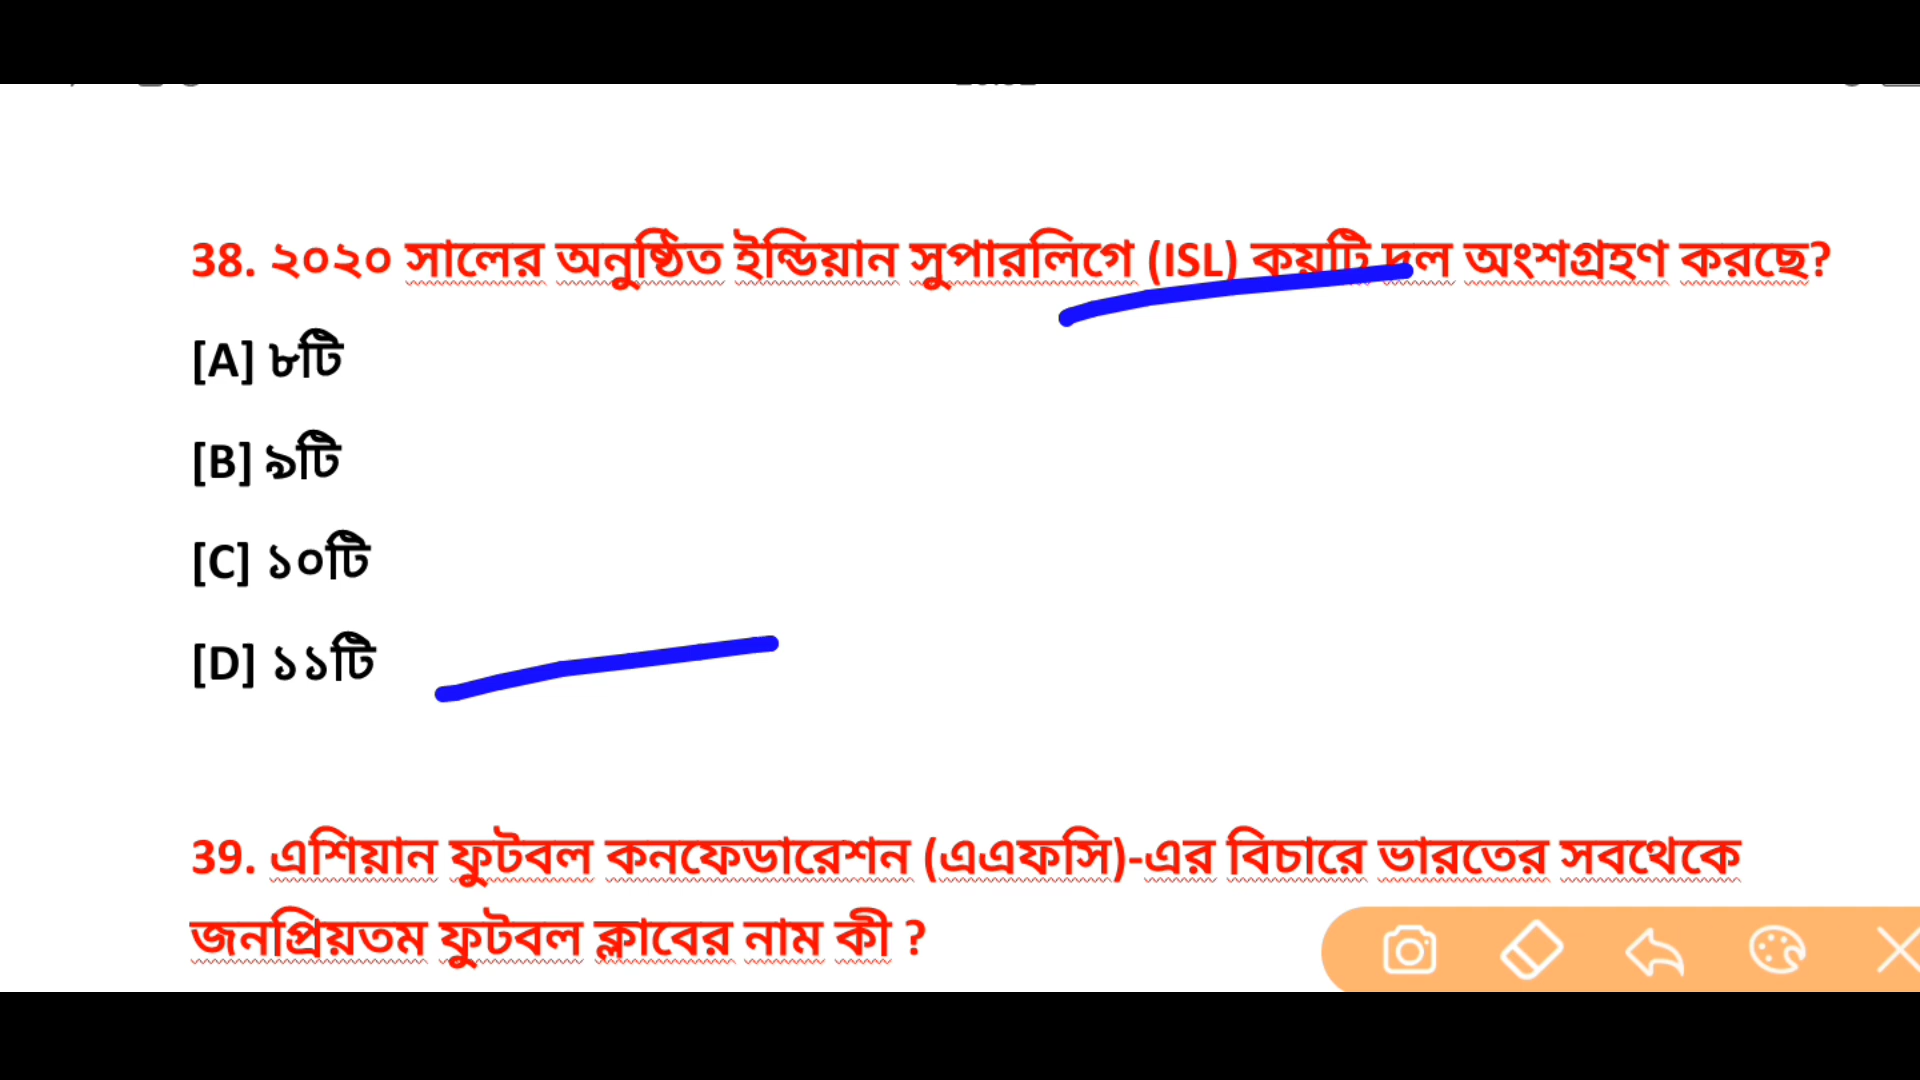 38. ২০২০ সালের অনুষ্ঠিত ইন্ডিয়ান সুপারলিগে (ISL) কয়টি দল অংশগ্রহণ করছে?
[A] ৮টি
[B] ৯টি
[C] ১০টি
[D] ১১টি
39. এশিয়ান ফুটবল কনফেডারেশন (এএফসি)-এর বিচারে ভারতের সবথেকে
জনপ্রিয়তম ফুটবল ক্লাবের নাম কী ?